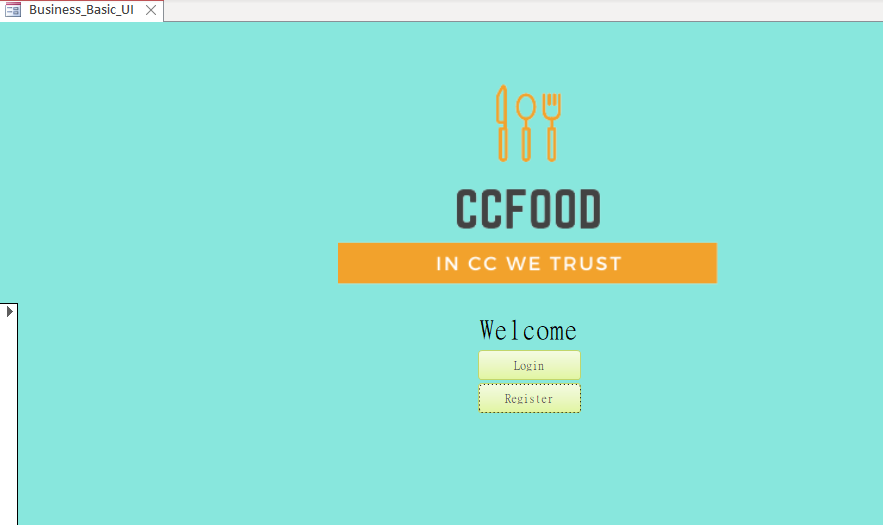 Business_Basic_UI
CCFOOD
IN CC WE TRUST
Welcome
Login
Register